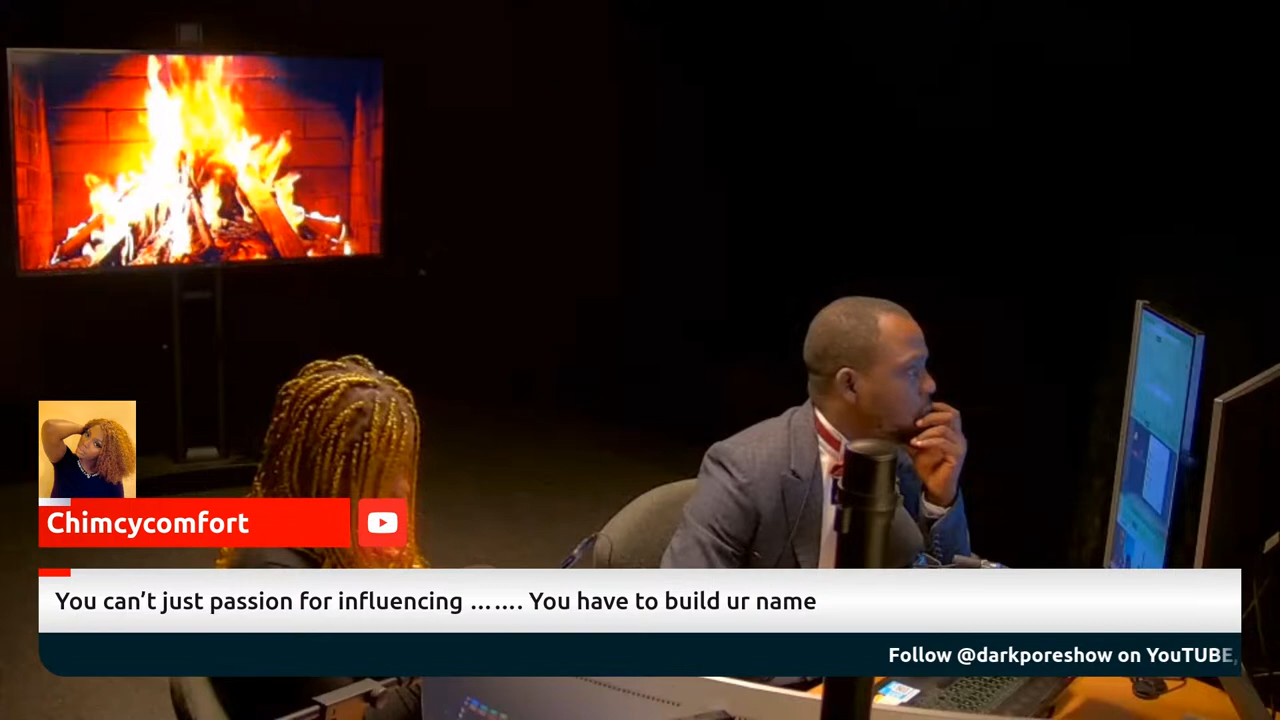 Chimcycomfort
You can’t just passion for influencing ……. You have to build ur name
Follow @darkporeshow on YouTUBE,